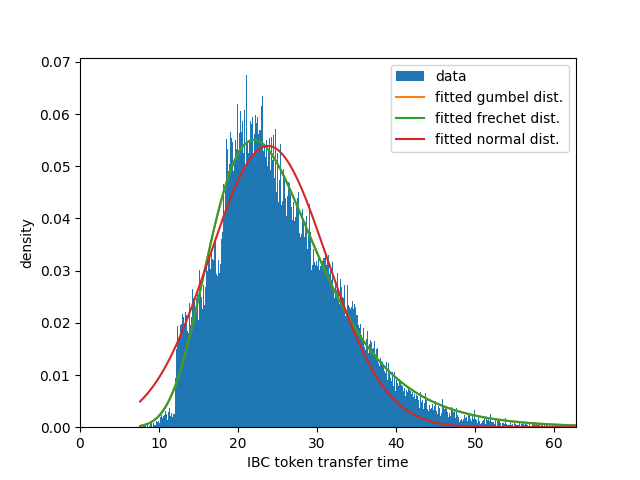 0.07
0.06
0.05
0.04
0.03
0.02
0.01
0.00
density
0 10 20 30 40 50 60
IBC token transfer time
data
fitted gumbel dist.
fitted frechet dist.
fitted normal dist.